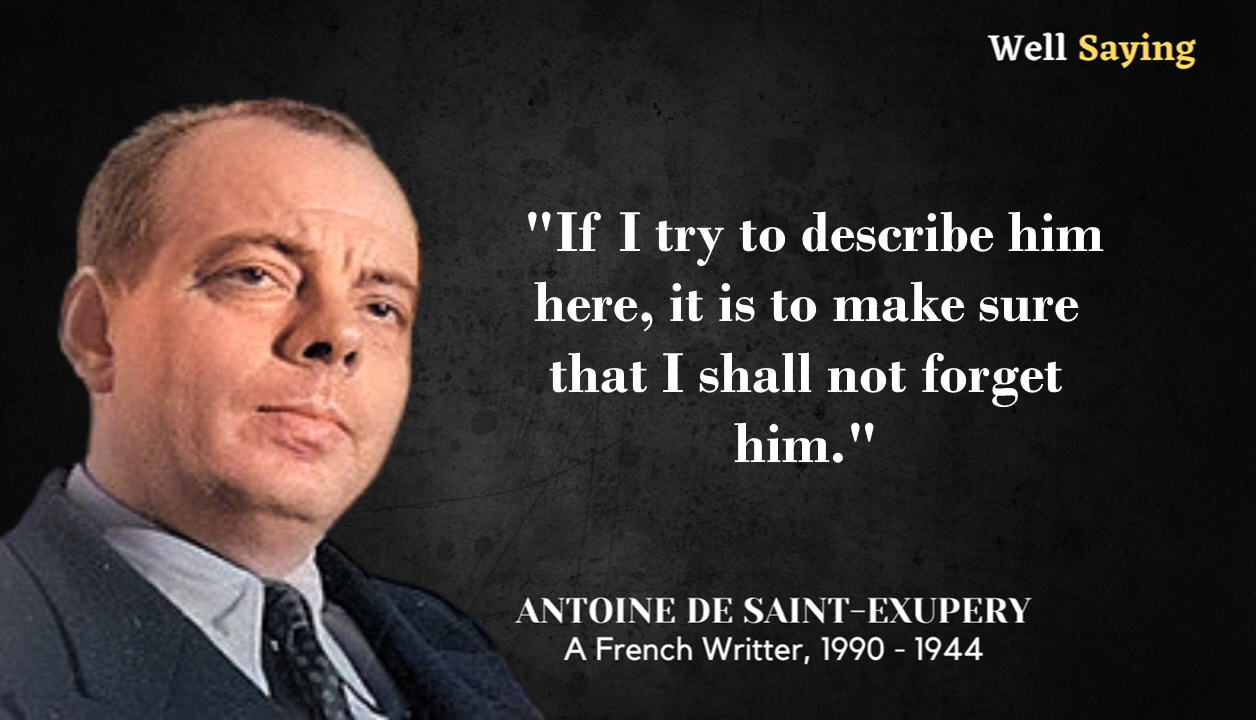 Well Saying
"If I try to describe him
here, it is to make sure
that I shall not forget
him."
ANTOINE DE SAINT-EXUPERY
A French Writter, 1990 - 1944